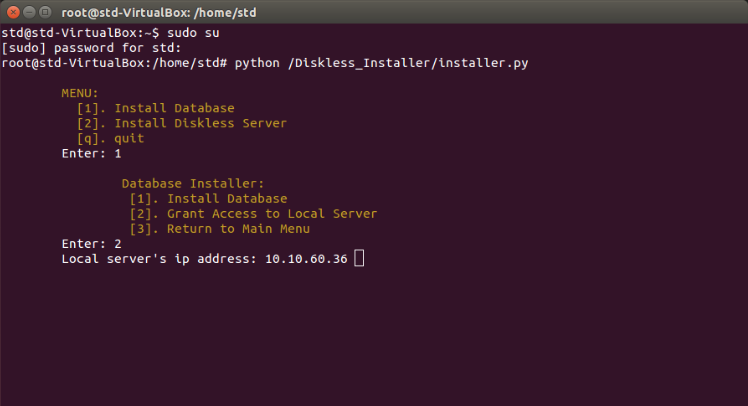 root@std-VirtualBox: /home/std
std@std-VirtualBox:~$ sudo su
[sudo] password for std:
root@std-VirtualBox:/home/std# python /Diskless_Installer/installer.py
MENU:
[1]. Install Database
[2]. Install Diskless Server
[q]. quit
Enter: 1
Database Installer:
[1]. Install Database
[2]. Grant Access to Local Server
[3]. Return to Main Menu
Enter: 2
Local server's ip address: 10.10.60.36